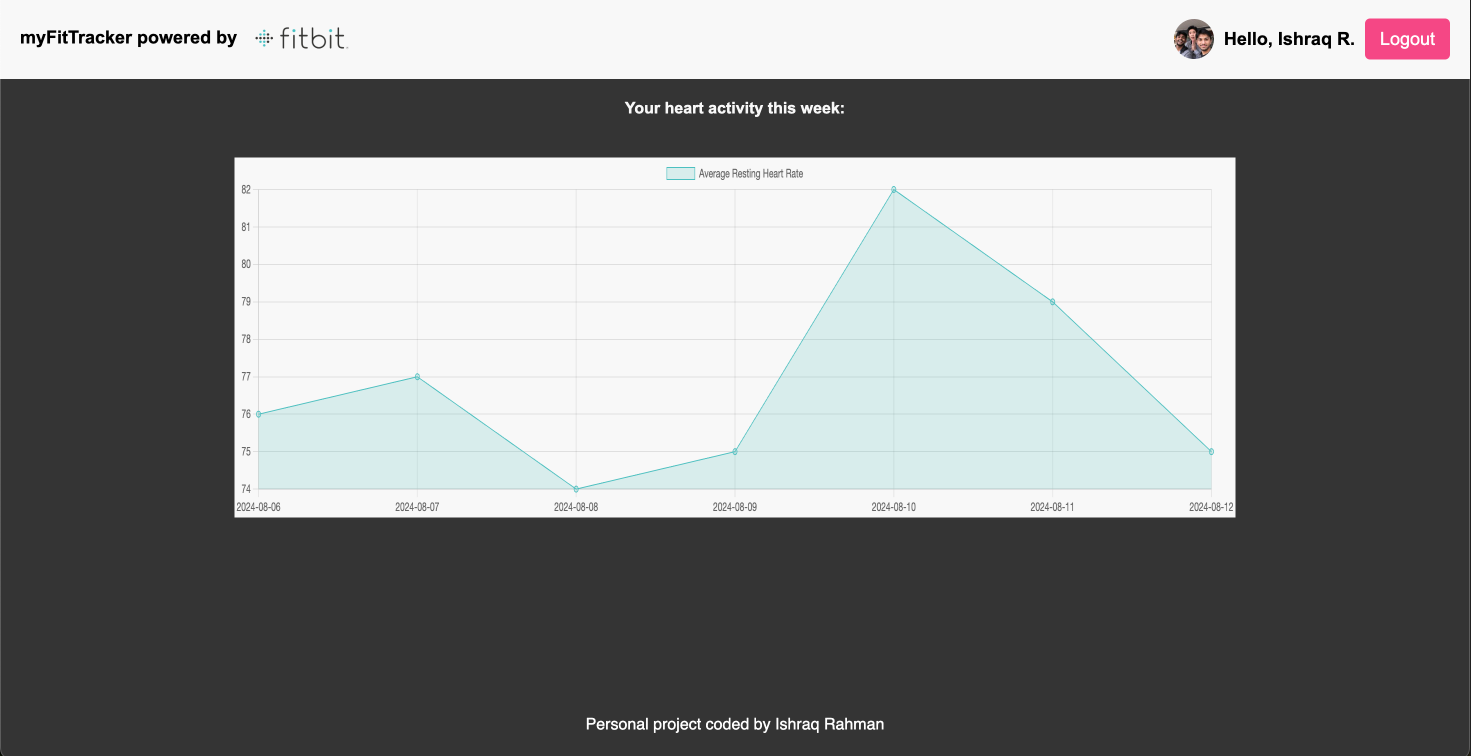 myFitTracker powered by fitbit.
Hello, Ishraq R. Logout
Your heart activity this week:
Average Resting Heart Rate
82
81
80
79
78
77
76
75
74
2024-08-06 2024-08-07 2024-08-08 2024-08-09 2024-08-10 2024-08-11 2024-08-12
Personal project coded by Ishraq Rahman